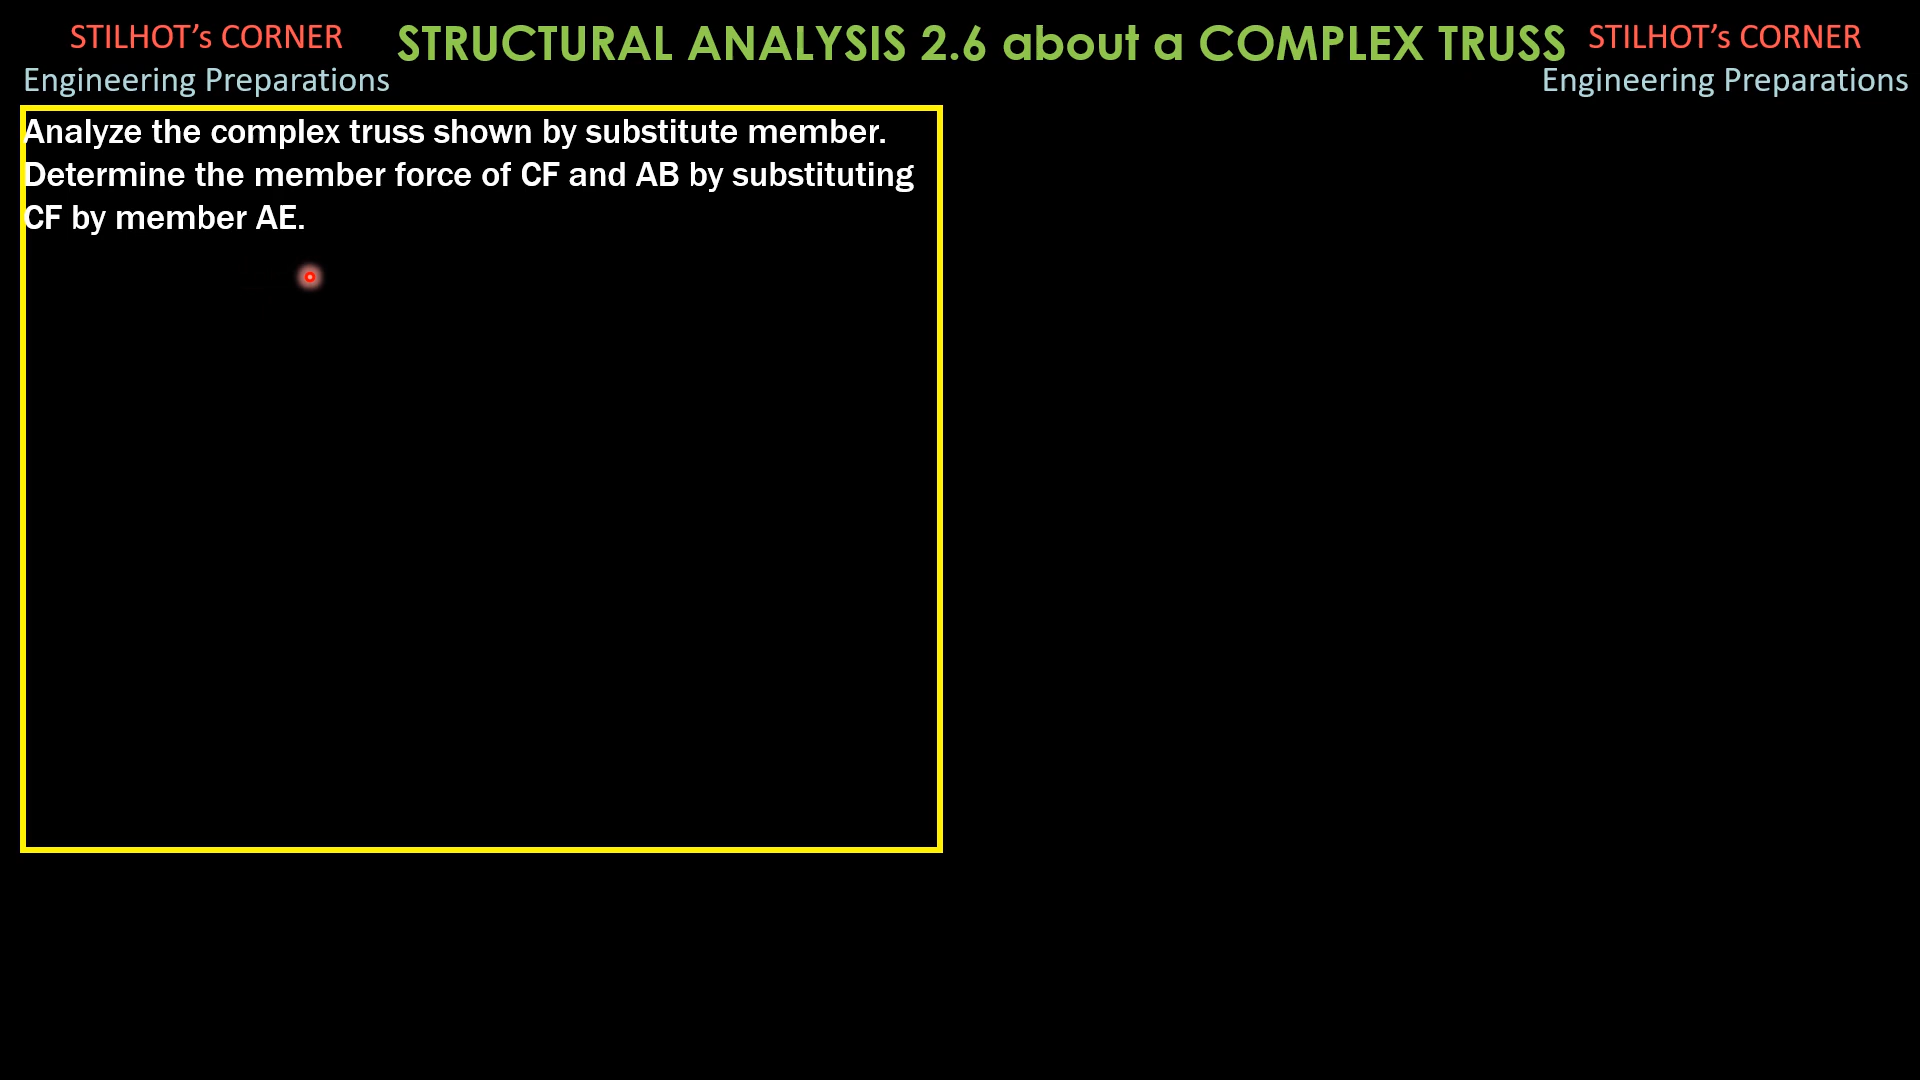 STILHOT's CORNER
Engineering Preparations
STRUCTURAL ANALYSIS 2.6 about a COMPLEX TRUSS
STILHOT's CORNER
Engineering Preparations
Analyze the complex truss shown by substitute member.
Determine the member force of CF and AB by substituting
CF by member AE.